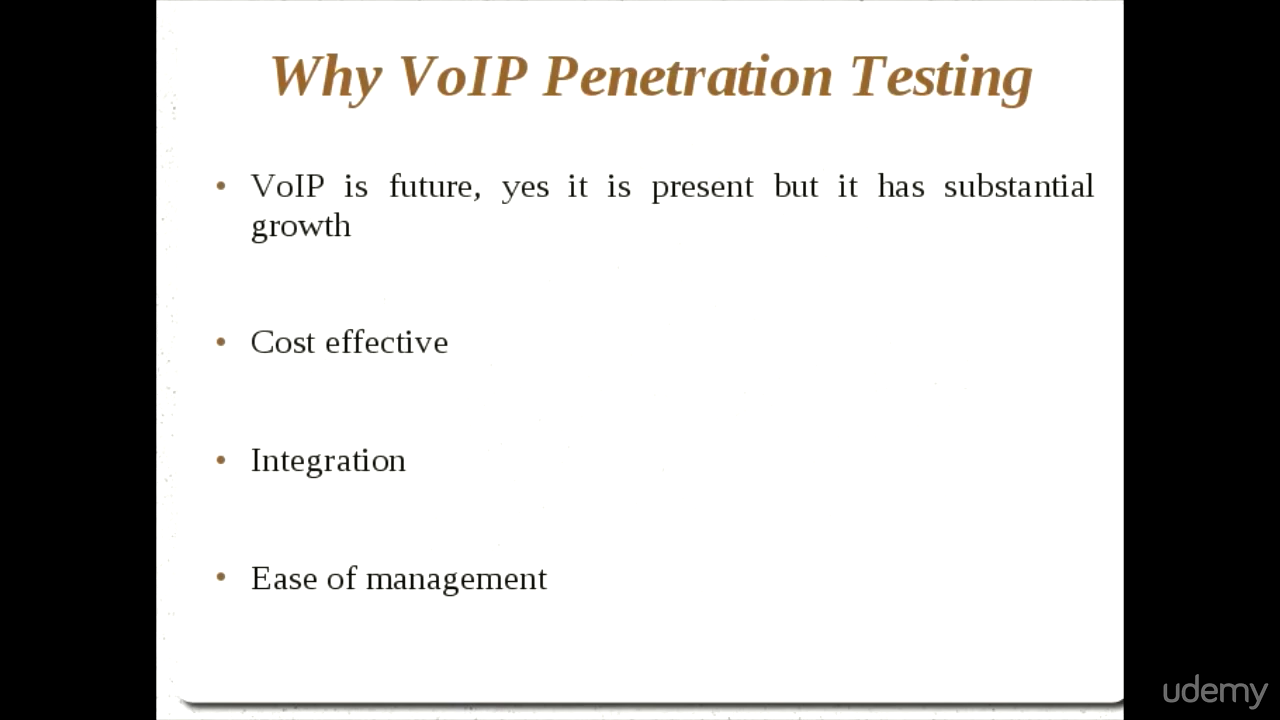 Why VoIP Penetration Testing
• VoIP is future, yes it is present but it has substantial
growth
• Cost effective
• Integration
• Ease of management
udemy